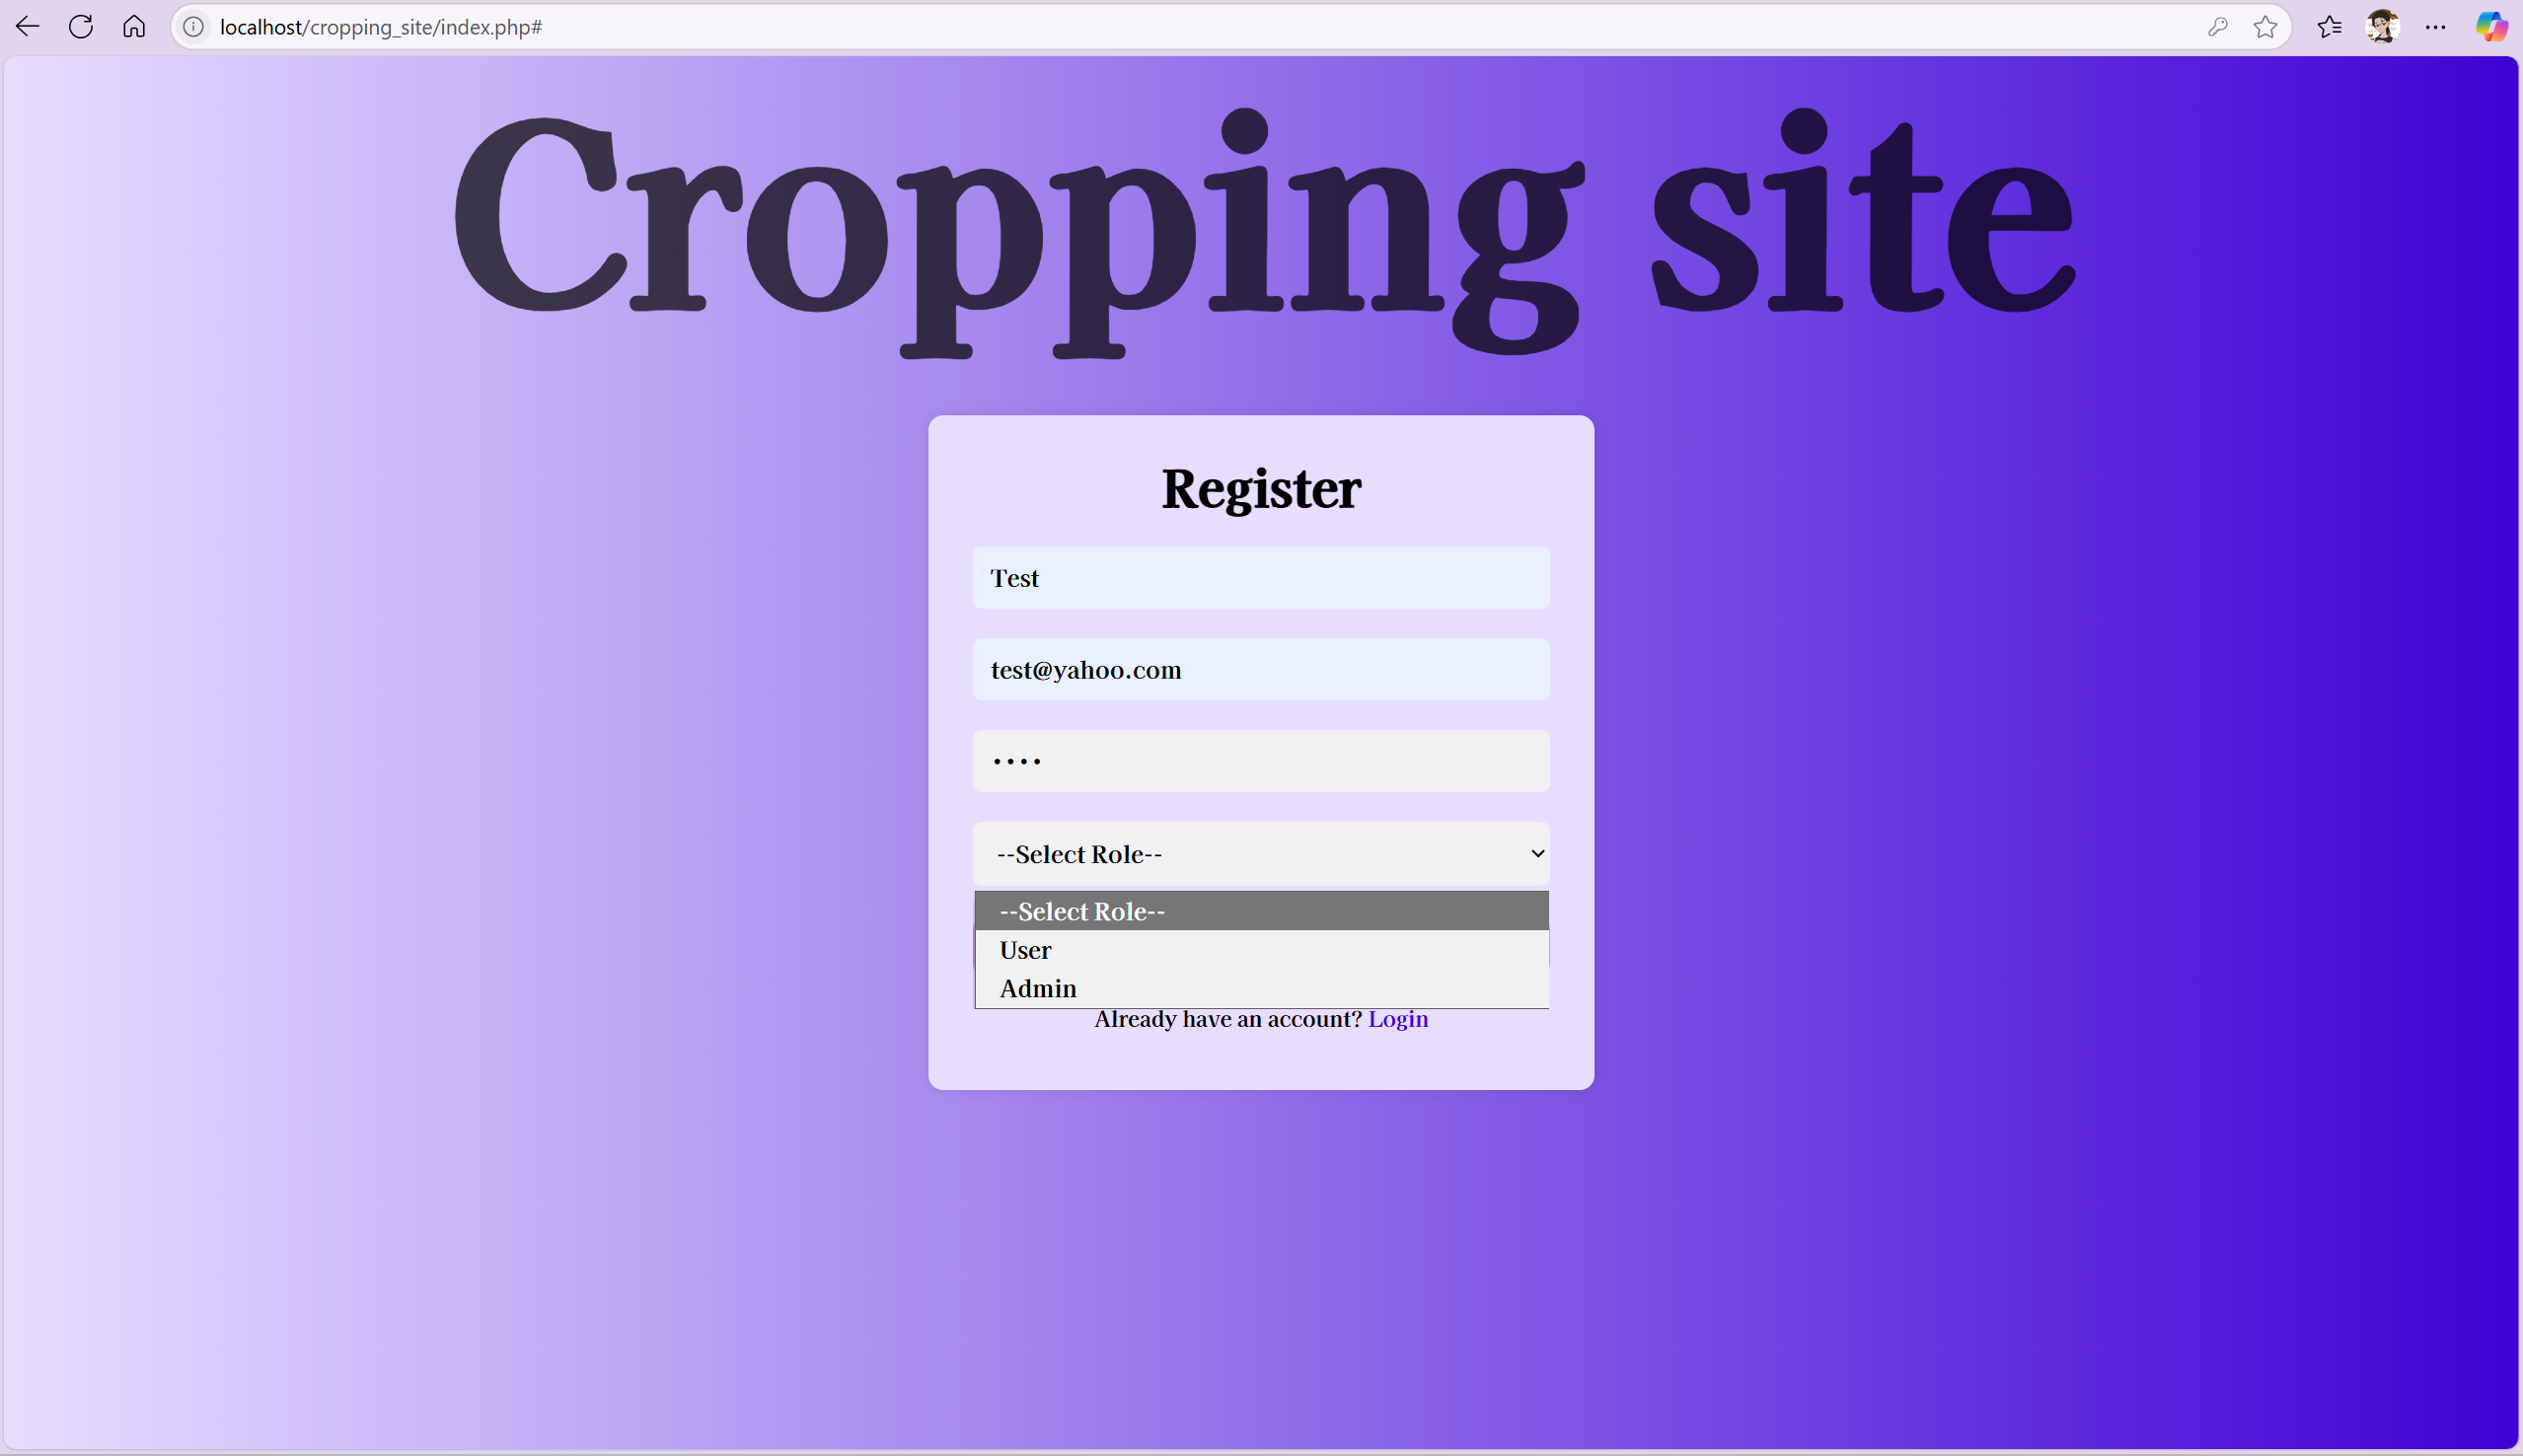 localhost/cropping_site/index.php#
Cropping site
Register
Test
test@yahoo.com
••••
--Select Role--
--Select Role--
User
Admin
Already have an account? Login